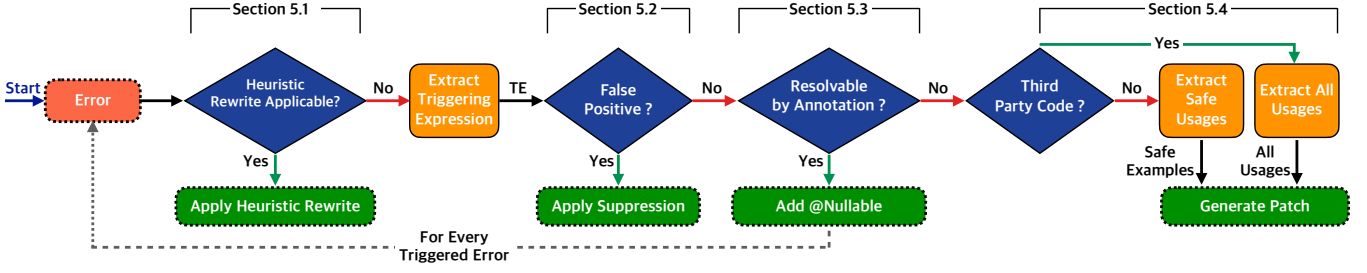 Section 5.1
Section 5.2
Section 5.3
Section 5.4
Start
Error
Heuristic
Rewrite Applicable?
No
Extract
Triggering
Expression
TE
False
Positive ?
No
Resolvable
by Annotation ?
No
Third
Party Code ?
No
Yes
Extract
Safe
Usages
Extract All
Usages
Yes
Yes
Yes
Safe
Examples
All
Usages
Apply Heuristic Rewrite
Apply Suppression
Add @Nullable
Generate Patch
For Every
Triggered Error